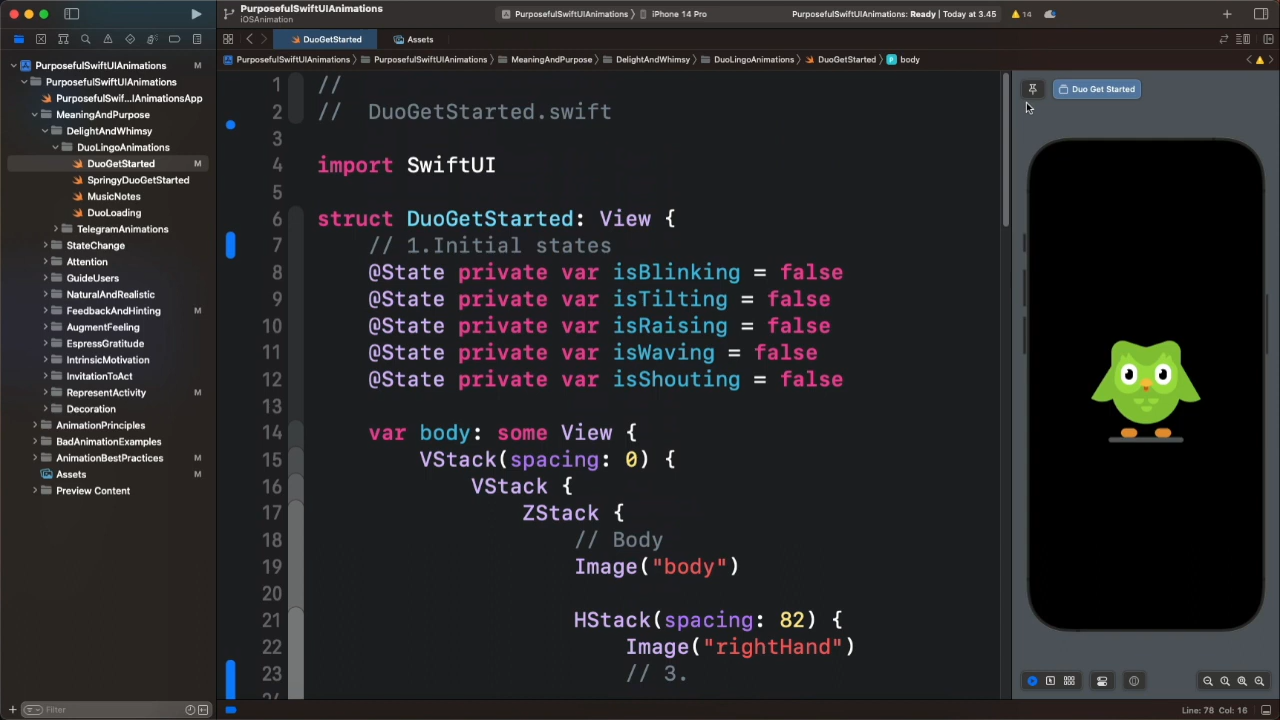 PurposefulSwiftUIAnimations
iOSAnimation
PurposefulSwiftUIAnimations
iPhone 14 Pro
PurposefulSwiftUIAnimations: Ready | Today at 3.45
14
DuoGetStarted
Assets
PurposefulSwiftUIAnimations
PurposefulSwiftUIAnimations
MeaningAndPurpose
DelightAndWhimsy
DuoLingoAnimations
DuoGetStarted
P body
PurposefulSwiftUIAnimations M
PurposefulSwiftUIAnimations
PurposefulSwif...IAnimationsApp
MeaningAndPurpose
DelightAndWhimsy
DuoLingoAnimations
DuoGetStarted M
SpringyDuoGetStarted
MusicNotes
DuoLoading
TelegramAnimations
StateChange
Attention
GuideUsers
NaturalAndRealistic
FeedbackAndHinting M
AugmentFeeling
EspressGratitude
IntrinsicMotivation
InvitationToAct
RepresentActivity M
Decoration
AnimationPrinciples
BadAnimationExamples
AnimationBestPractices M
Assets M
Preview Content
Filter
1 //
2 //  DuoGetStarted.swift
3
4 import SwiftUI
5
6 struct DuoGetStarted: View {
7 // 1.Initial states
8 @State private var isBlinking = false
9 @State private var isTilting = false
10 @State private var isRaising = false
11 @State private var isWaving = false
12 @State private var isShouting = false
13
14 var body: some View {
15 VStack(spacing: 0) {
16 VStack {
17 ZStack {
18 // Body
19 Image("body")
20
21 HStack(spacing: 82) {
22 Image("rightHand")
23 // 3.
Duo Get Started
Line: 78 Col: 16